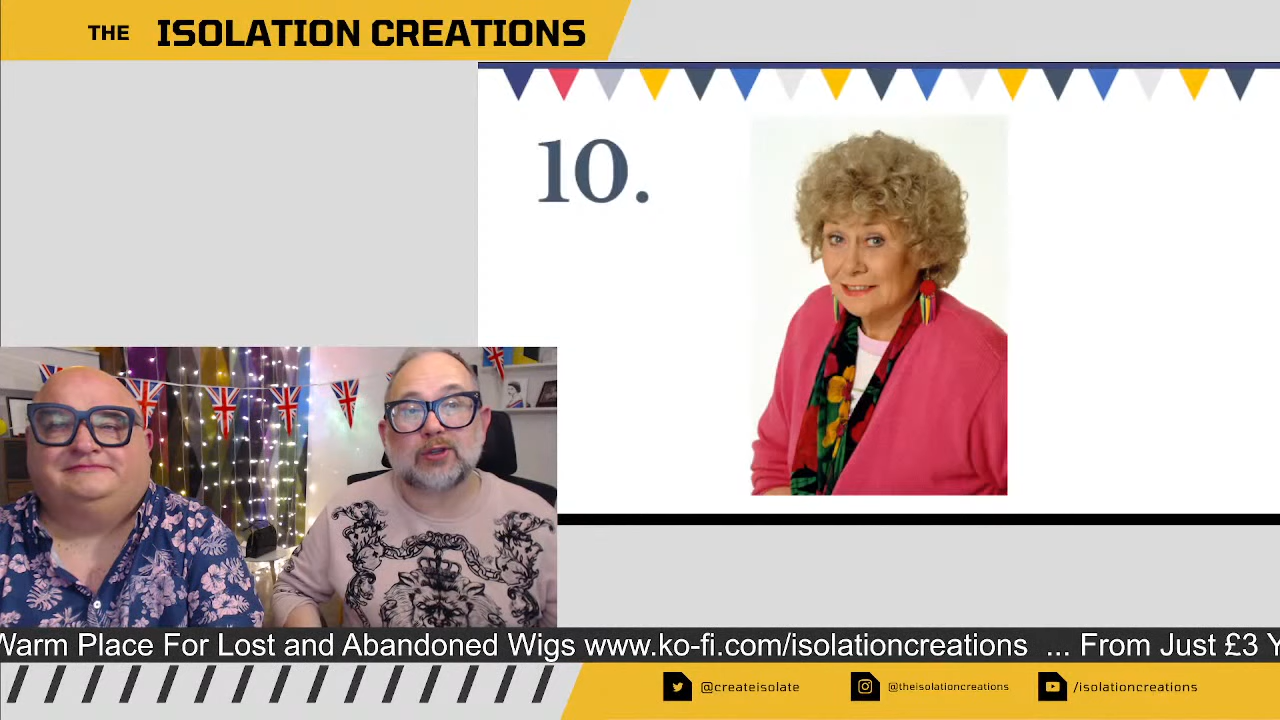 THE ISOLATION CREATIONS
10.
Warm Place For Lost and Abandoned Wigs www.ko-fi.com/isolationcreations ... From Just £3 Y
@createisolate @theisolationcreations /isolationcreations